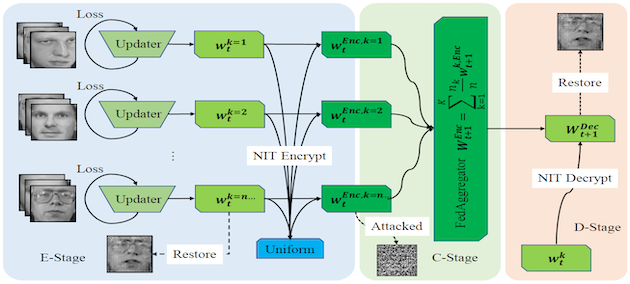 Loss
Updater
w_t^{k=1}
w_t^{Enc,k=1}
Loss
Updater
w_t^{k=2}
w_t^{Enc,k=2}
NIT Encrypt
⋮
Loss
Updater
w_t^{k=n...}
w_t^{Enc,k=n...}
Restore
Uniform
Attacked
E-Stage
C-Stage
FedAggregator W_{t+1}^{Enc} = \sum_{k=1}^{K} \frac{n_k}{n} w_{t+1}^{k,Enc}
Restore
W_{t+1}^{Dec}
NIT Decrypt
D-Stage
w_t^k